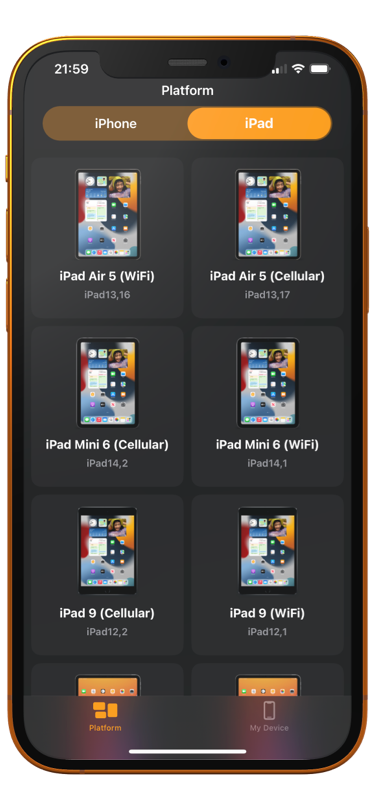 21:59
Platform
iPhone iPad
iPad Air 5 (WiFi) iPad Air 5 (Cellular)
iPad13,16 iPad13,17
iPad Mini 6 (Cellular) iPad Mini 6 (WiFi)
iPad14,2 iPad14,1
iPad 9 (Cellular) iPad 9 (WiFi)
iPad12,2 iPad12,1
Platform My Device